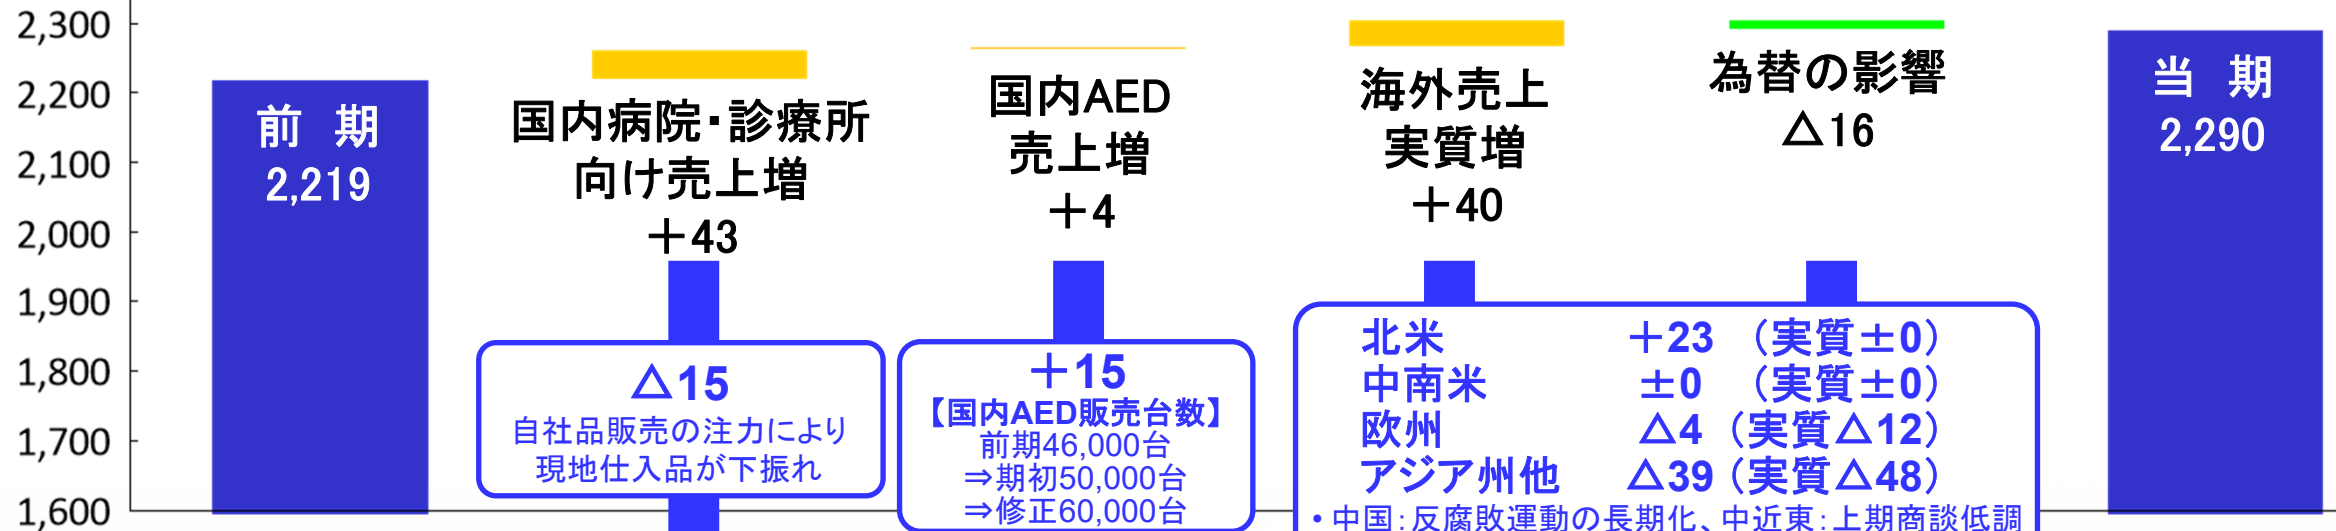 2,300
2,200
2,100
2,000
1,900
1,800
1,700
1,600
前 期
2,219
国内病院・診療所
向け売上増
＋43
国内AED
売上増
＋4
海外売上
実質増
＋40
為替の影響
△16
当 期
2,290
△15
自社品販売の注力により
現地仕入品が下振れ
＋15
【国内AED販売台数】
前期46,000台
⇒期初50,000台
⇒修正60,000台
北米 ＋23 （実質±0）
中南米 ±0 （実質±0）
欧州 △4 （実質△12）
アジア州他 △39 （実質△48）
• 中国：反腐敗運動の長期化、中近東：上期商談低調